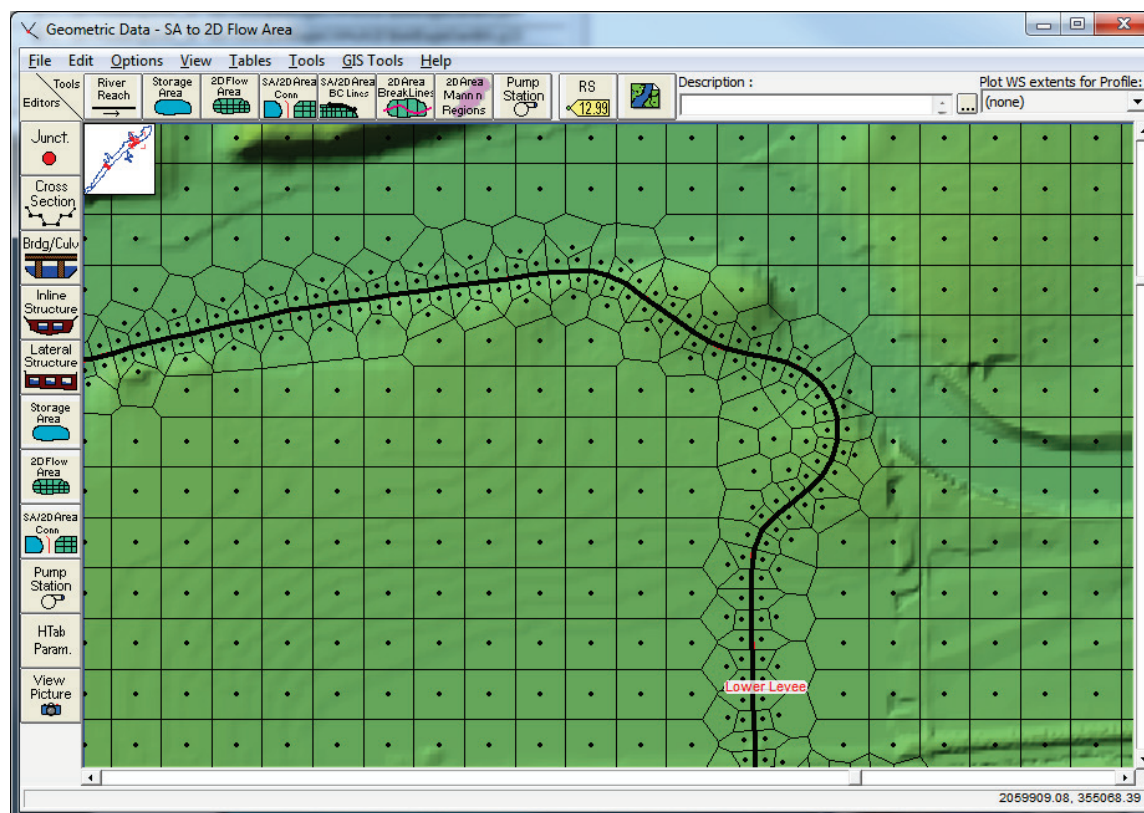 Geometric Data - SA to 2D Flow Area
File Edit Options View Tables Tools GIS Tools Help
Tools
Editors
River
Reach
Storage
Area
2D Flow
Area
SA/2D Area
Conn
SA/2D Area
BC Lines
2D Area
BreakLines
2D Area
Mann n
Regions
Pump
Station
RS
12.99
Description :
...
Plot WS extents for Profile:
(none)
Junct.
Cross
Section
Brdg/Culv
Inline
Structure
Lateral
Structure
Storage
Area
2D Flow
Area
SA/2D Area
Conn
Pump
Station
HTab
Param.
View
Picture
Lower Levee
2059909.08, 355068.39